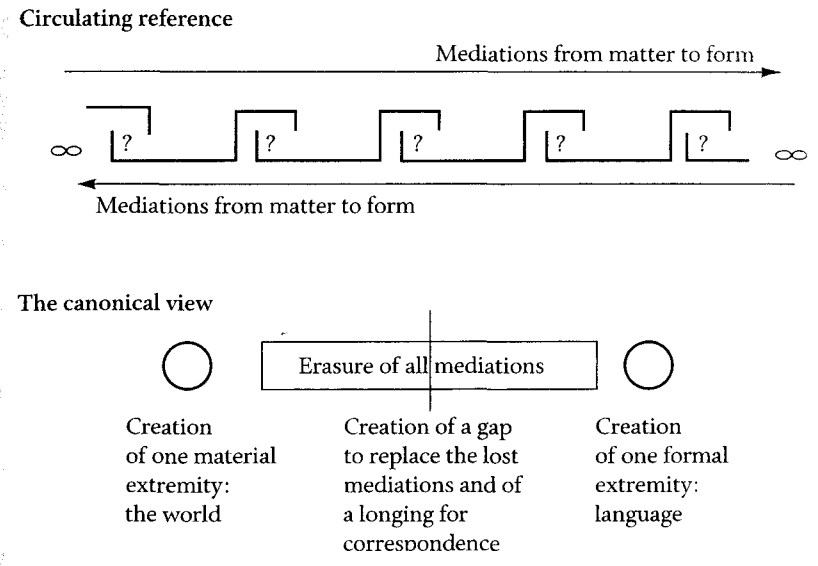 Circulating reference
Mediations from matter to form
∞ ? ? ? ? ? ∞
Mediations from matter to form
The canonical view
Erasure of all mediations
Creation
of one material
extremity:
the world
Creation of a gap
to replace the lost
mediations and of
a longing for
correspondence
Creation
of one formal
extremity:
language